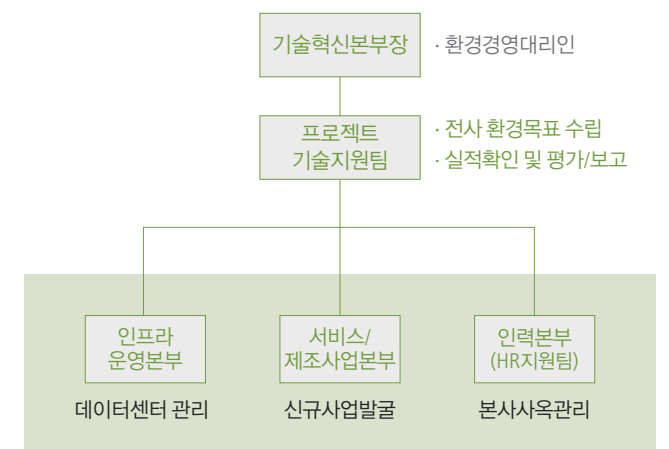 기술혁신본부장
· 환경경영대리인
프로젝트
기술지원팀
· 전사 환경목표 수립
· 실적확인 및 평가/보고
인프라
운영본부
데이터센터 관리
서비스/
제조사업본부
신규사업발굴
인력본부
(HR지원팀)
본사사옥관리